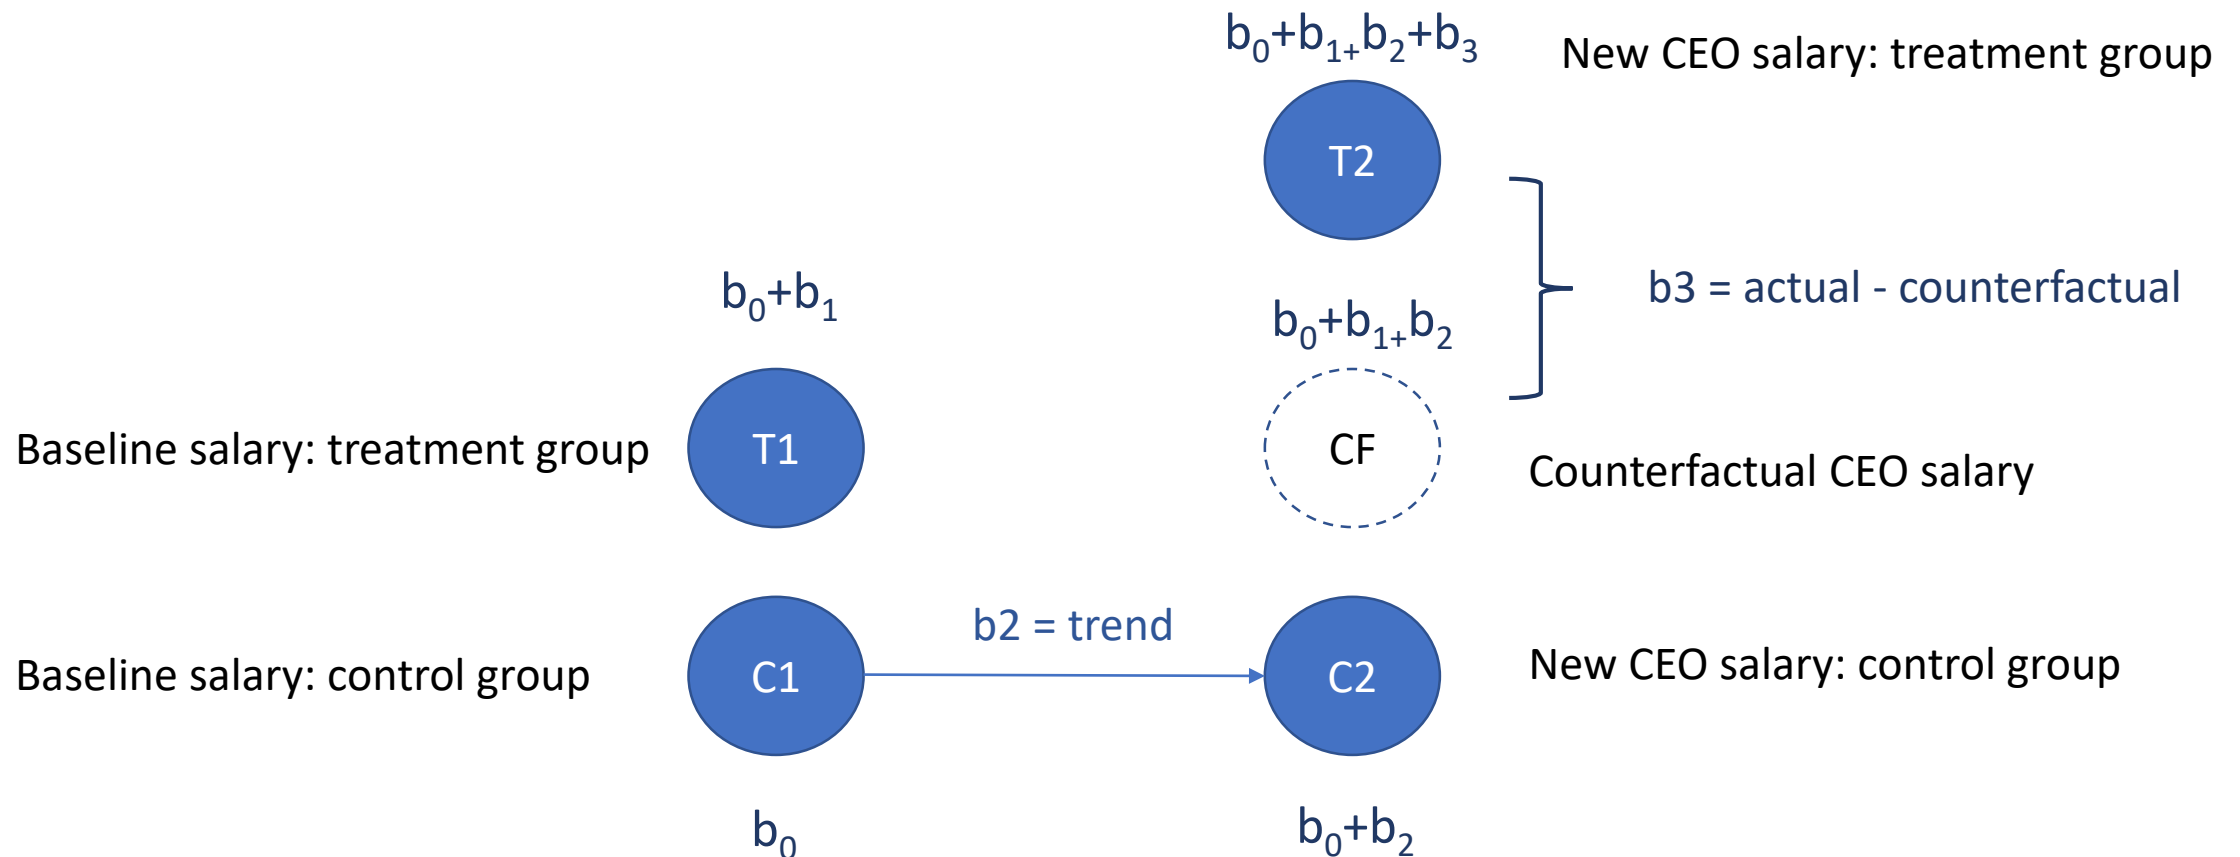 b₀+b₁₊b₂+b₃
New CEO salary: treatment group
T2
b₀+b₁
b3 = actual - counterfactual
b₀+b₁₊b₂
Baseline salary: treatment group
T1
CF
Counterfactual CEO salary
b2 = trend
Baseline salary: control group
C1
C2
New CEO salary: control group
b₀
b₀+b₂